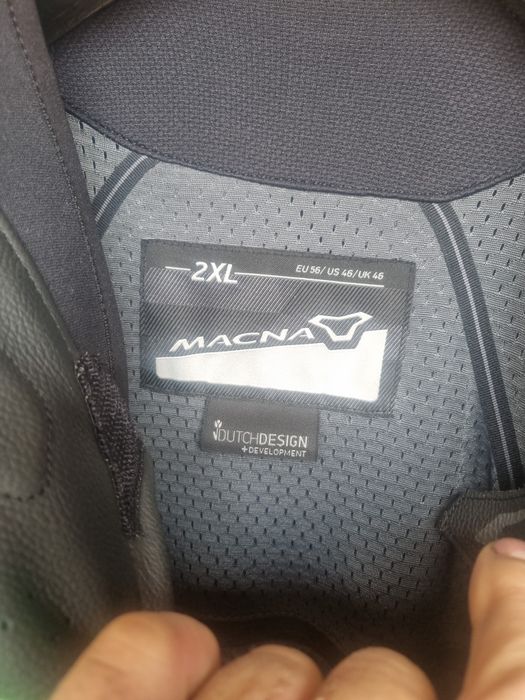 2XL
EU 56/ US 46/UK 46
MACNA
DUTCHDESIGN
+DEVELOPMENT